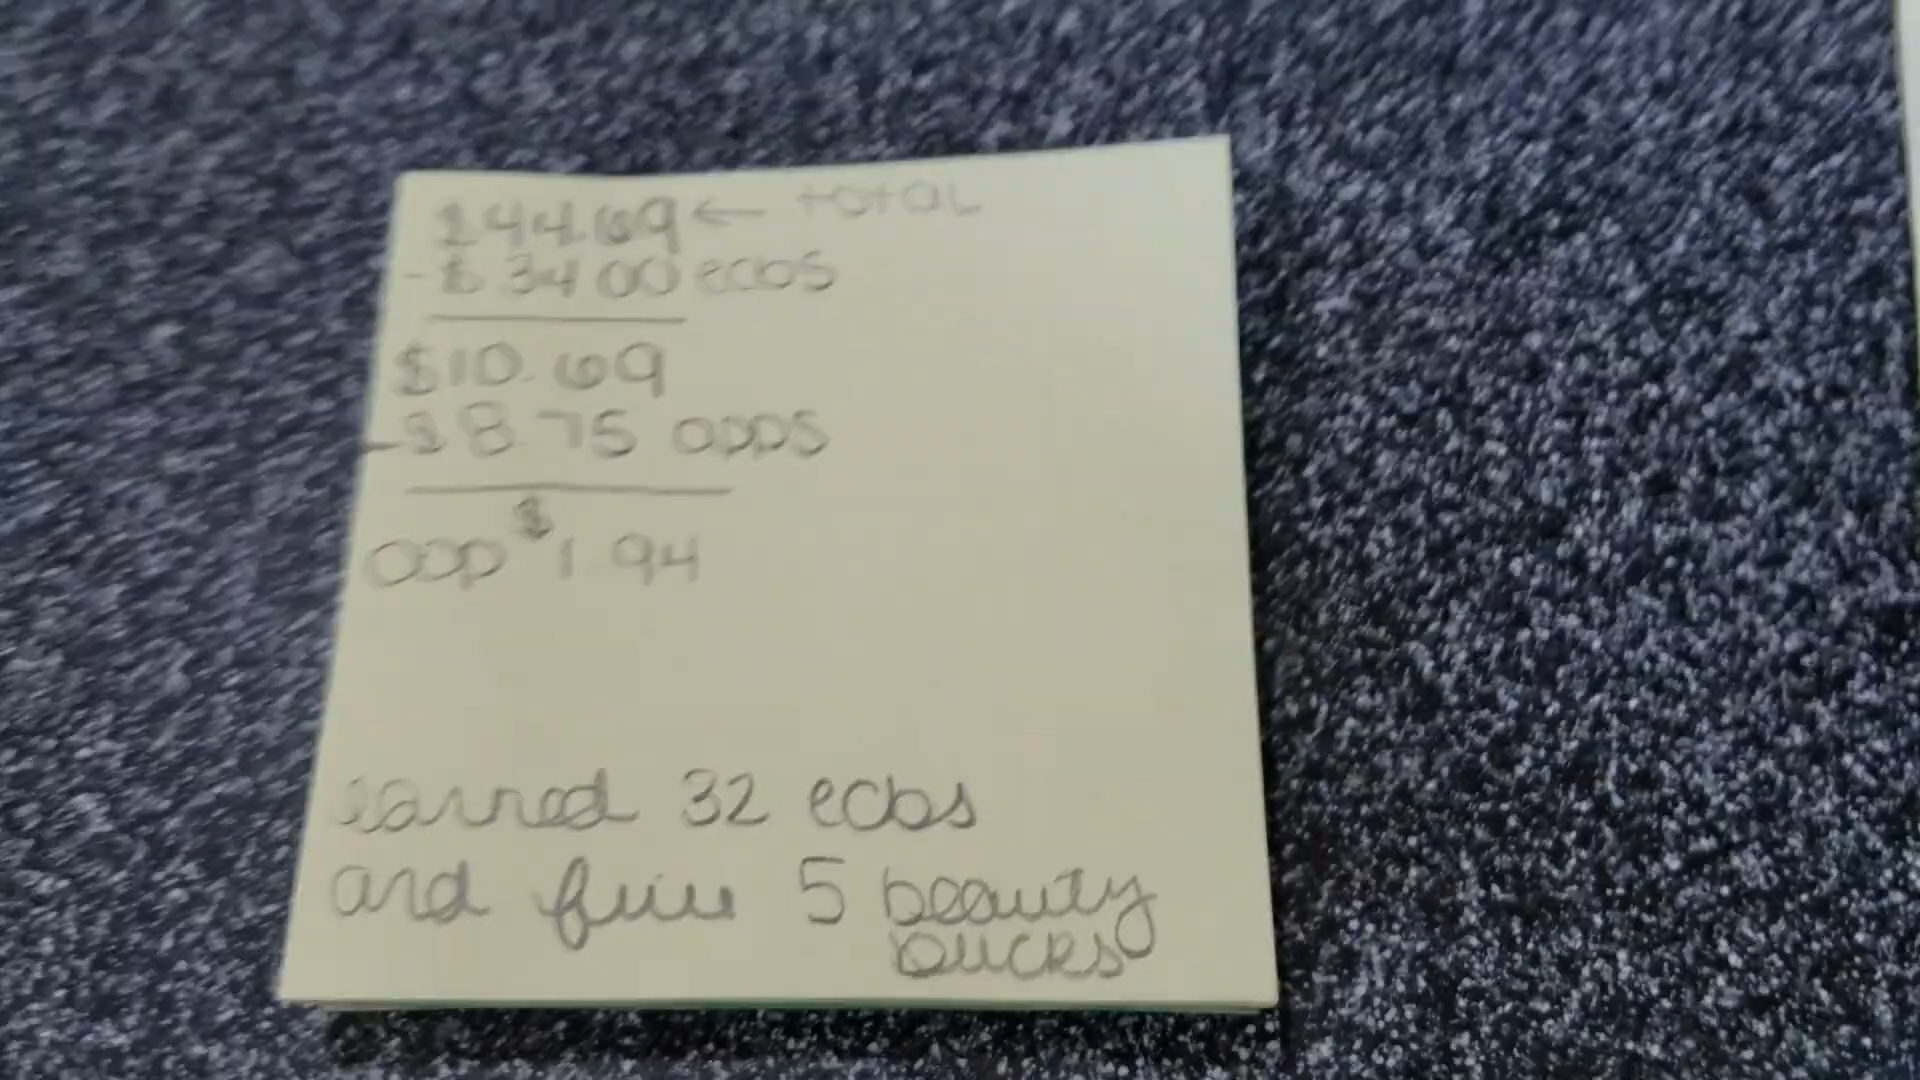 $44.69 ← total
- $34.00 ecbs
$10.69
- $8.75 apps
oop $1.94
earned 32 ecbs
and five 5 beauty
bucks